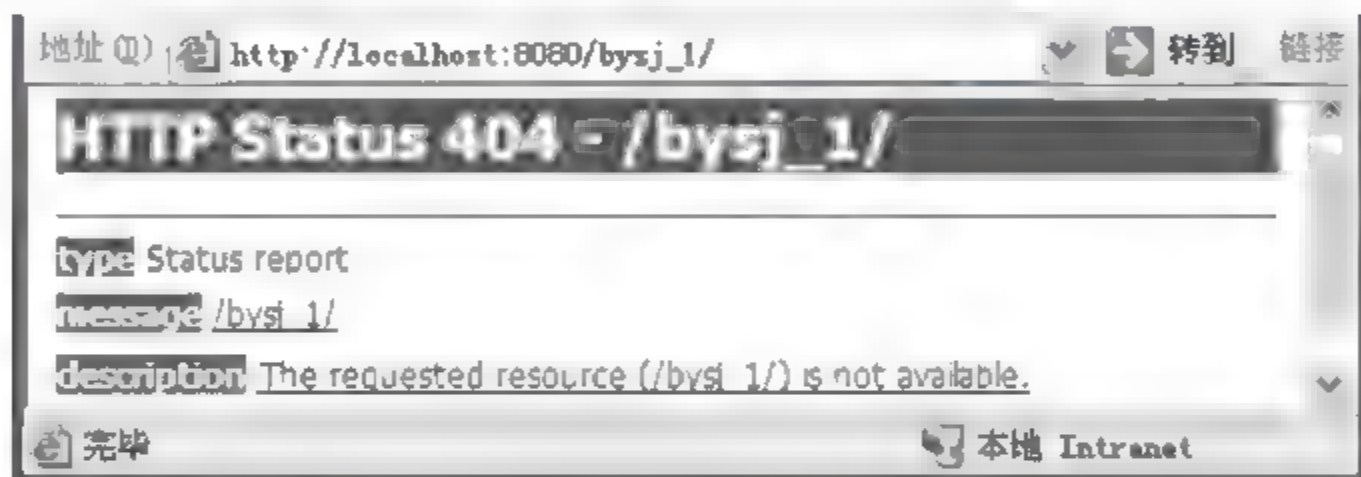 地址(D) http://localhost:8080/bysj_1/ 转到 链接
HTTP Status 404 - /bysj_1/
type Status report
message /bysj_1/
description The requested resource (/bysj_1/) is not available.
完毕 本地 Intranet